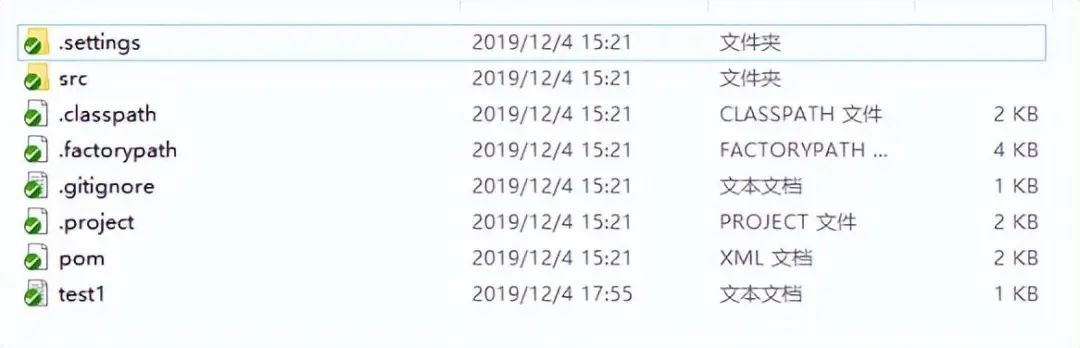 .settings 2019/12/4 15:21 文件夹
src 2019/12/4 15:21 文件夹
.classpath 2019/12/4 15:21 CLASSPATH 文件 2 KB
.factorypath 2019/12/4 15:21 FACTORYPATH ... 4 KB
.gitignore 2019/12/4 15:21 文本文档 1 KB
.project 2019/12/4 15:21 PROJECT 文件 2 KB
pom 2019/12/4 15:21 XML 文档 2 KB
test1 2019/12/4 17:55 文本文档 1 KB